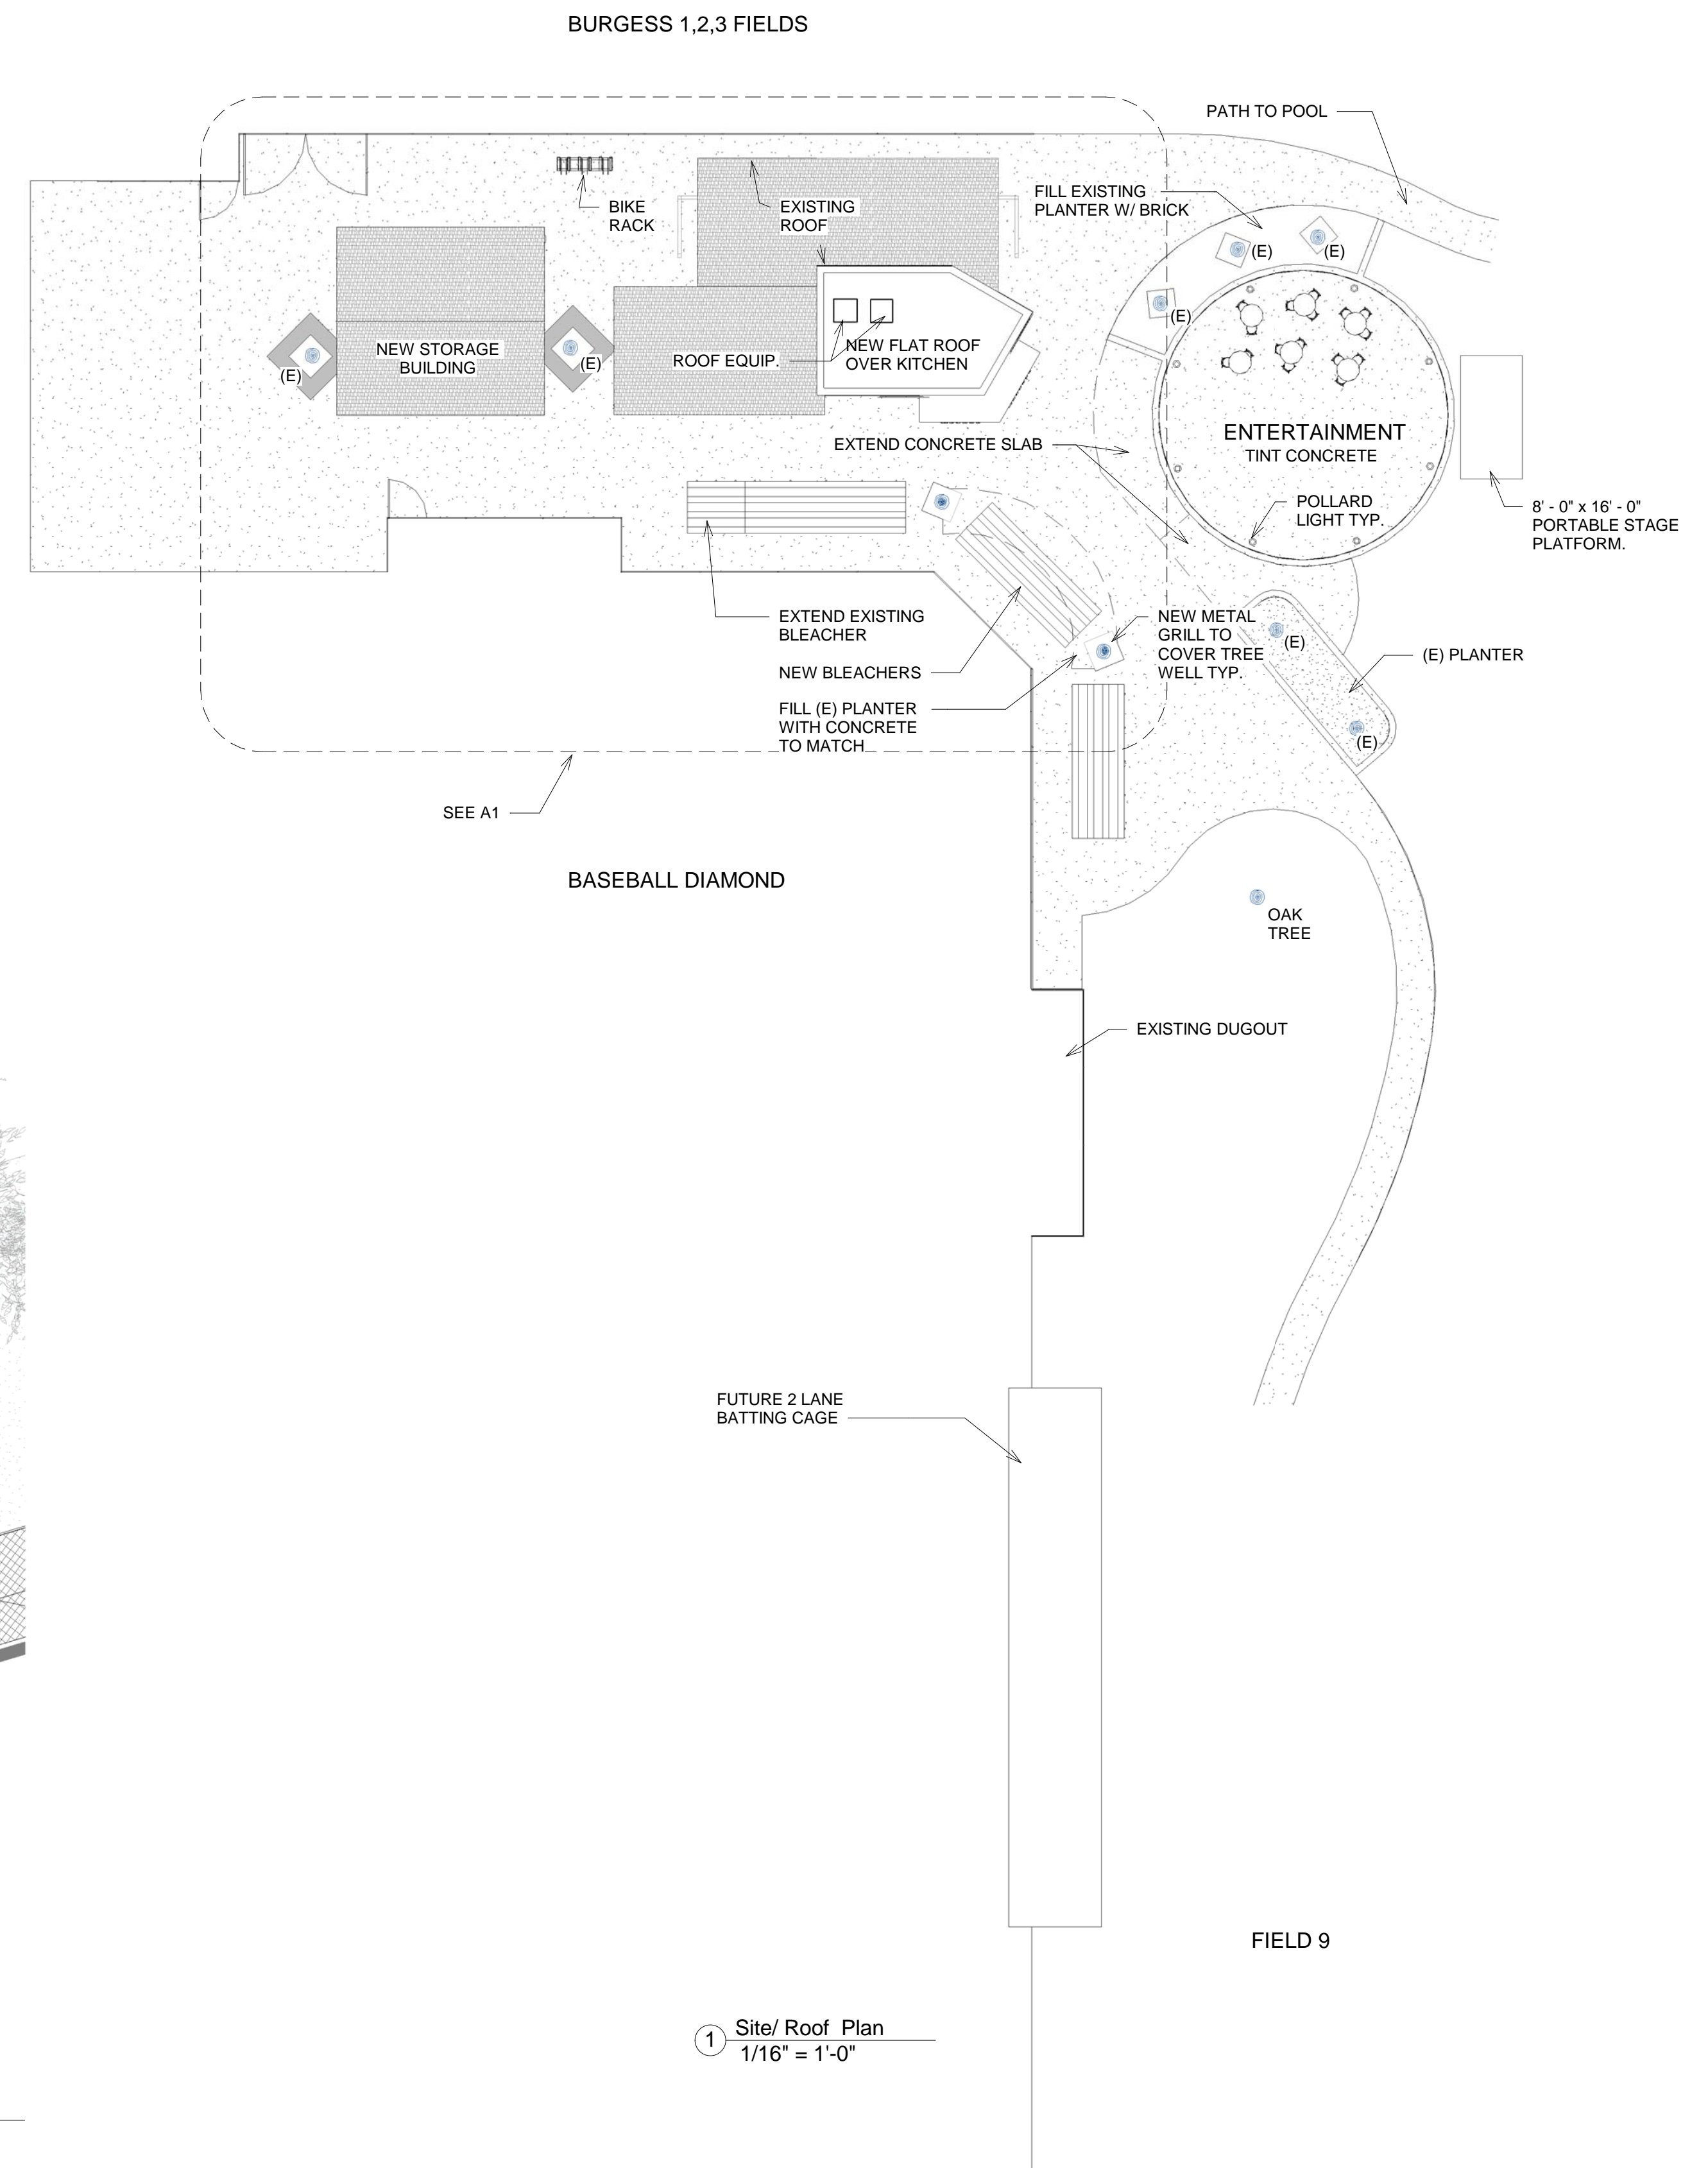 BURGESS 1,2,3 FIELDS
PATH TO POOL
BIKE
RACK
EXISTING
ROOF
FILL EXISTING
PLANTER W/ BRICK
(E)
(E)
(E)
NEW STORAGE
BUILDING
(E)
(E)
ROOF EQUIP.
NEW FLAT ROOF
OVER KITCHEN
EXTEND CONCRETE SLAB
ENTERTAINMENT
TINT CONCRETE
POLLARD
LIGHT TYP.
8' - 0" x 16' - 0"
PORTABLE STAGE
PLATFORM.
EXTEND EXISTING
BLEACHER
NEW BLEACHERS
FILL (E) PLANTER
WITH CONCRETE
TO MATCH
NEW METAL
GRILL TO
COVER TREE
WELL TYP.
(E)
(E) PLANTER
(E)
SEE A1
BASEBALL DIAMOND
OAK
TREE
EXISTING DUGOUT
FUTURE 2 LANE
BATTING CAGE
FIELD 9
1
Site/ Roof Plan
1/16" = 1'-0"